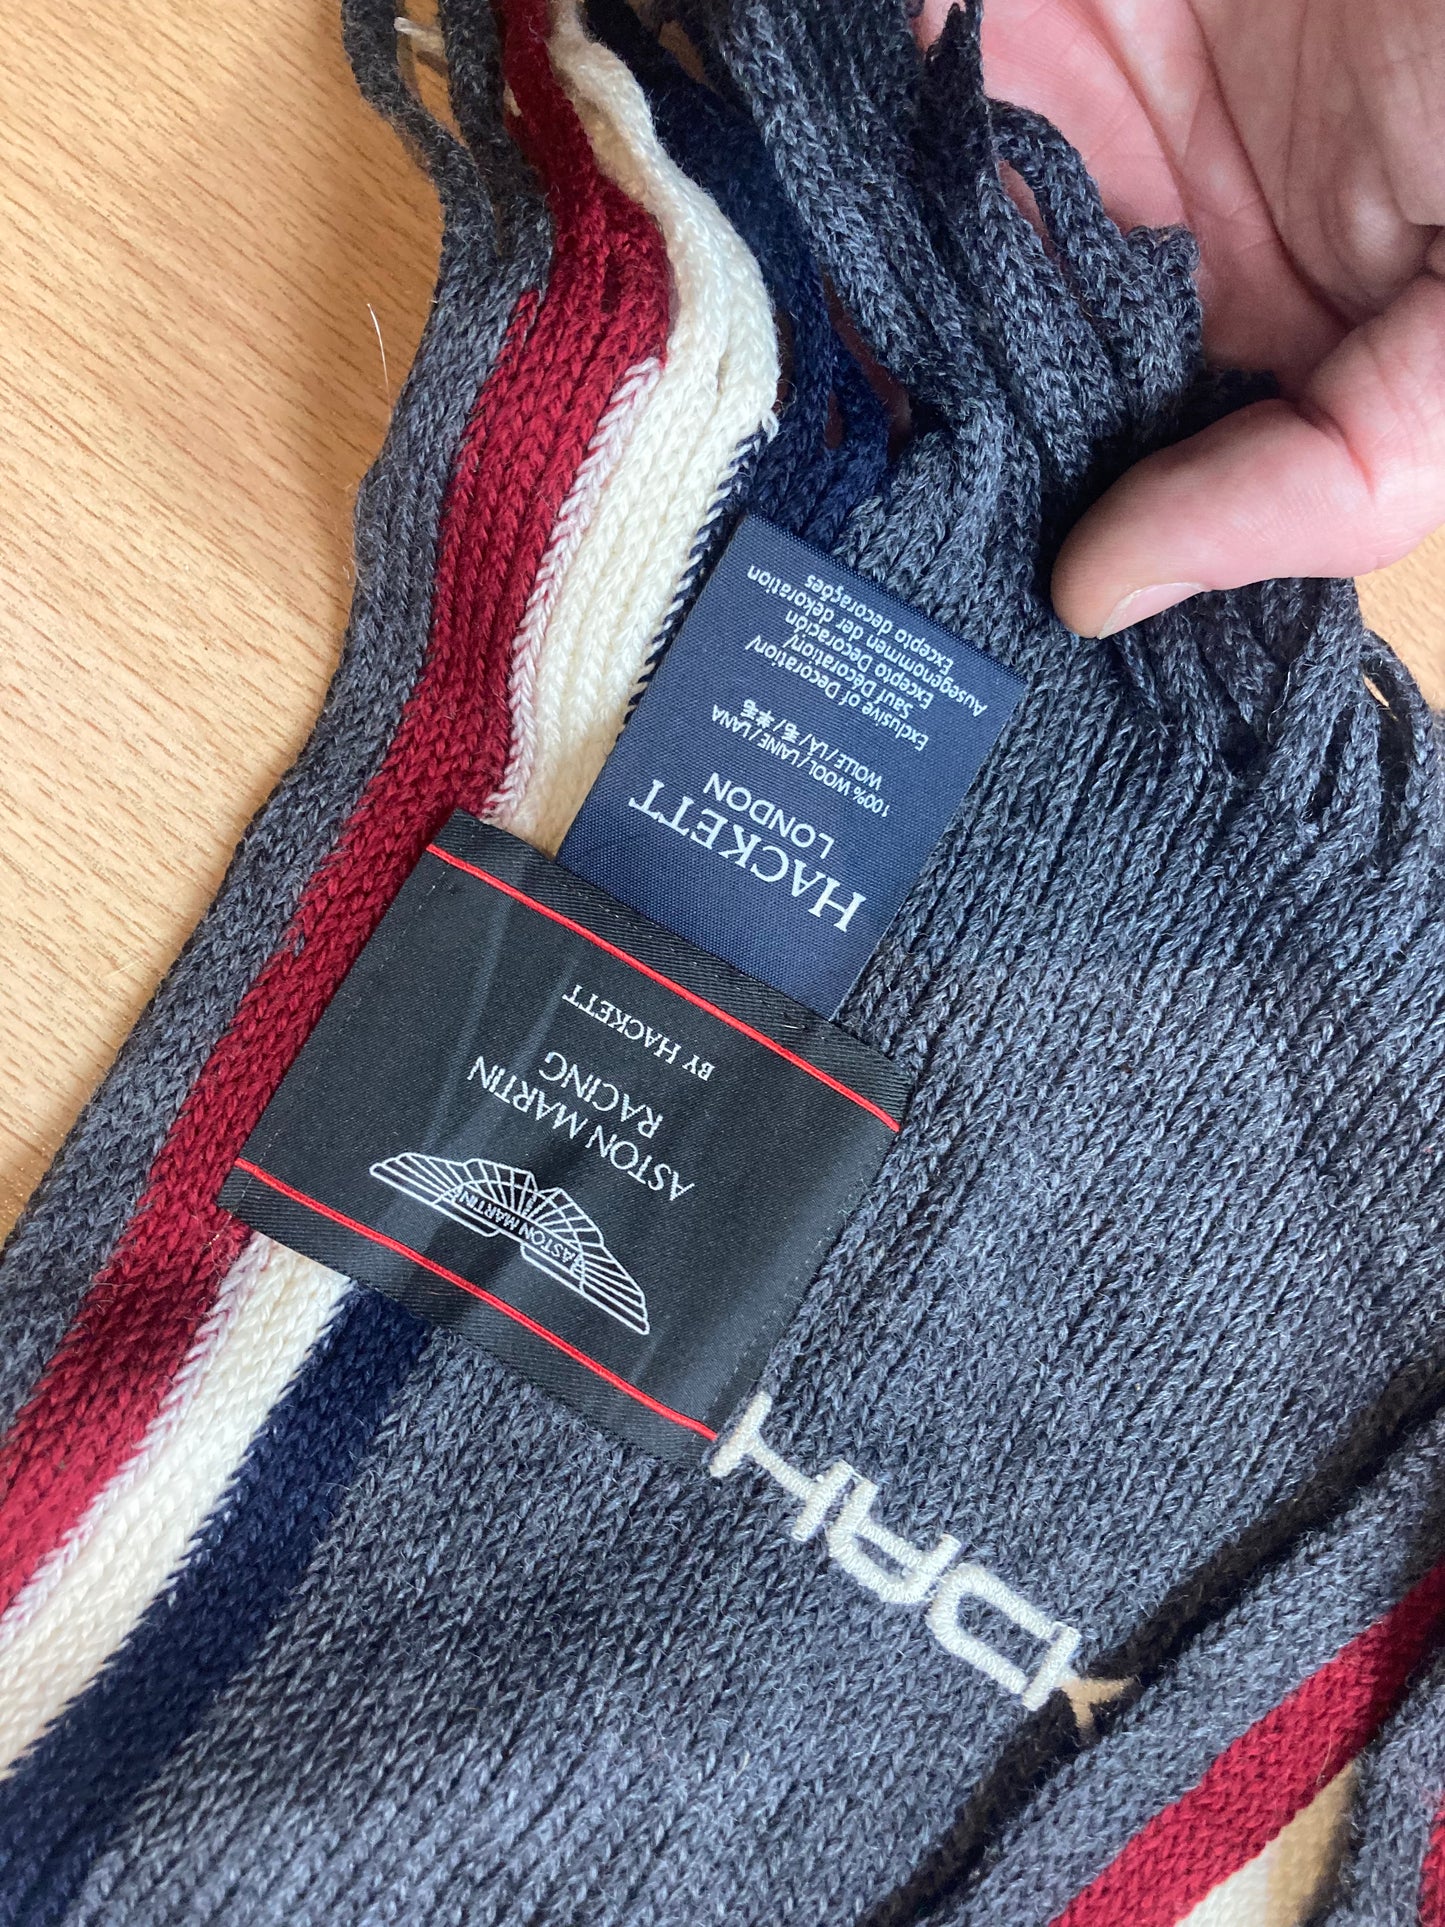 HACKETT
LONDON
100% WOOL / LAINE / LANA
WOLLE / LÃ / 毛 / 羊毛
Exclusive of Decoration/
Sauf Décoration/
Excepto Decoración
Ausegenommen der dekoration
Excepto decorações
ASTON MARTIN
ASTON MARTIN
RACING
BY HACKETT